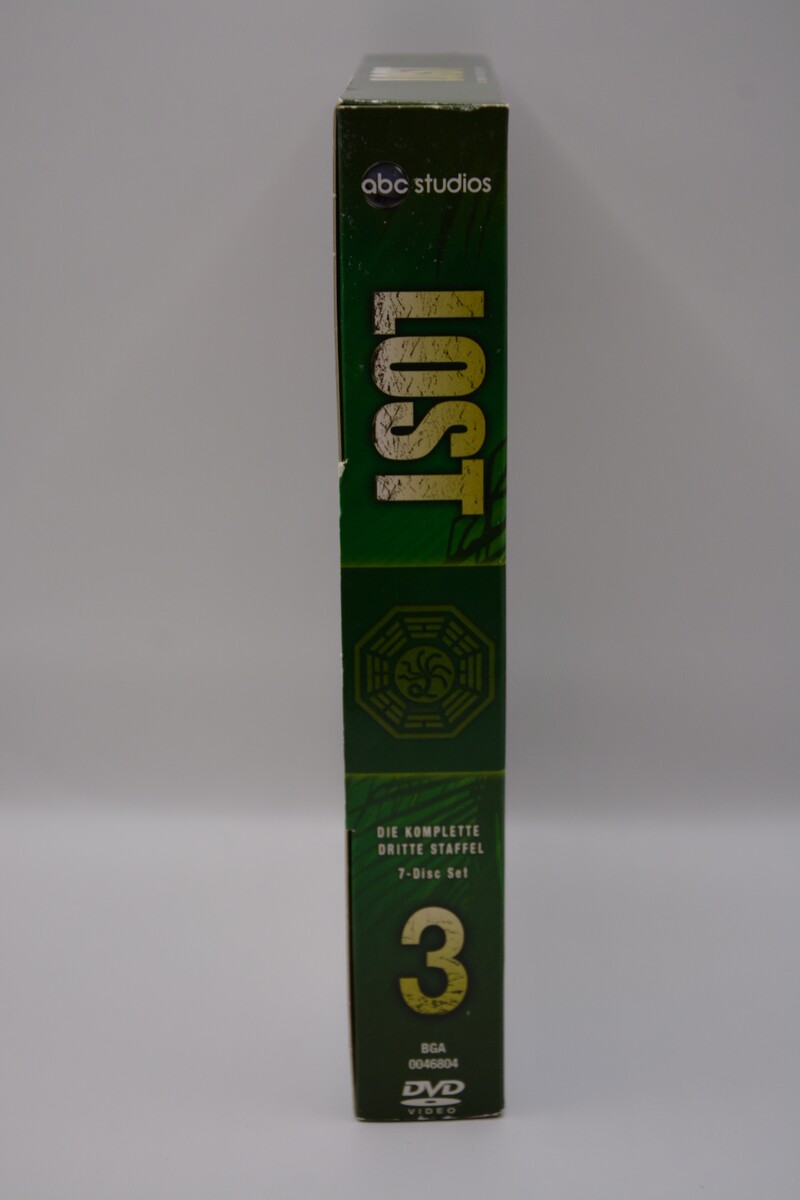 abc studios
LOST
DIE KOMPLETTE
DRITTE STAFFEL
7-Disc Set
3
BGA
0046804
DVD
VIDEO